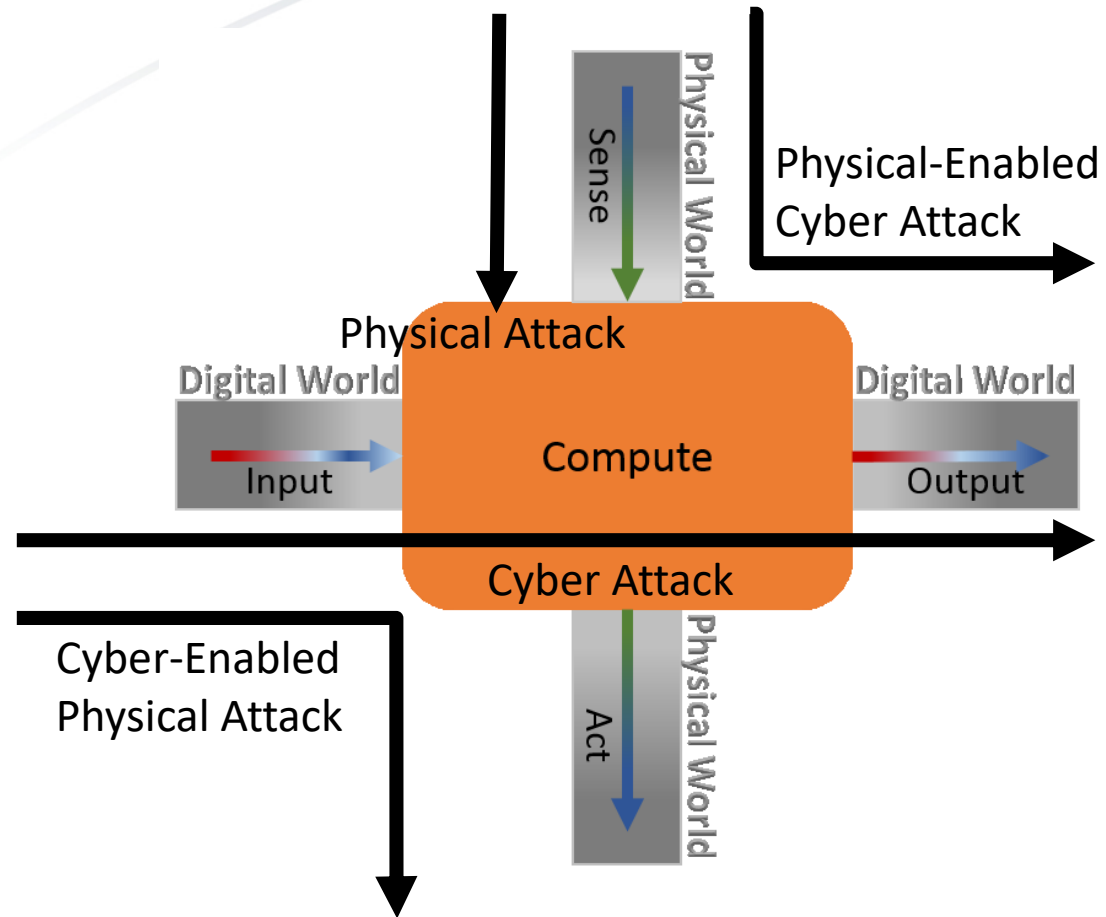 Physical World
Sense
Physical-Enabled
Cyber Attack
Physical Attack
Digital World
Digital World
Input
Compute
Output
Cyber Attack
Cyber-Enabled
Physical Attack
Act
Physical World